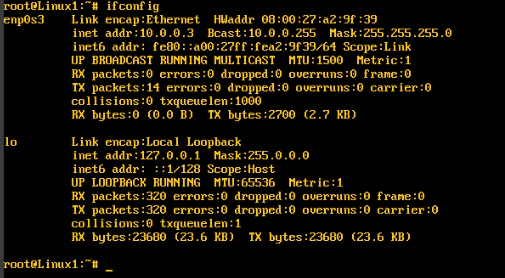 root@Linux1:~# ifconfig
enp0s3 Link encap:Ethernet HWaddr 08:00:27:a2:9f:39
inet addr:10.0.0.3 Bcast:10.0.0.255 Mask:255.255.255.0
inet6 addr: fe80::a00:27ff:fea2:9f39/64 Scope:Link
UP BROADCAST RUNNING MULTICAST MTU:1500 Metric:1
RX packets:0 errors:0 dropped:0 overruns:0 frame:0
TX packets:14 errors:0 dropped:0 overruns:0 carrier:0
collisions:0 txqueuelen:1000
RX bytes:0 (0.0 B) TX bytes:2700 (2.7 KB)
lo Link encap:Local Loopback
inet addr:127.0.0.1 Mask:255.0.0.0
inet6 addr: ::1/128 Scope:Host
UP LOOPBACK RUNNING MTU:65536 Metric:1
RX packets:320 errors:0 dropped:0 overruns:0 frame:0
TX packets:320 errors:0 dropped:0 overruns:0 carrier:0
collisions:0 txqueuelen:1
RX bytes:23680 (23.6 KB) TX bytes:23680 (23.6 KB)
root@Linux1:~# _